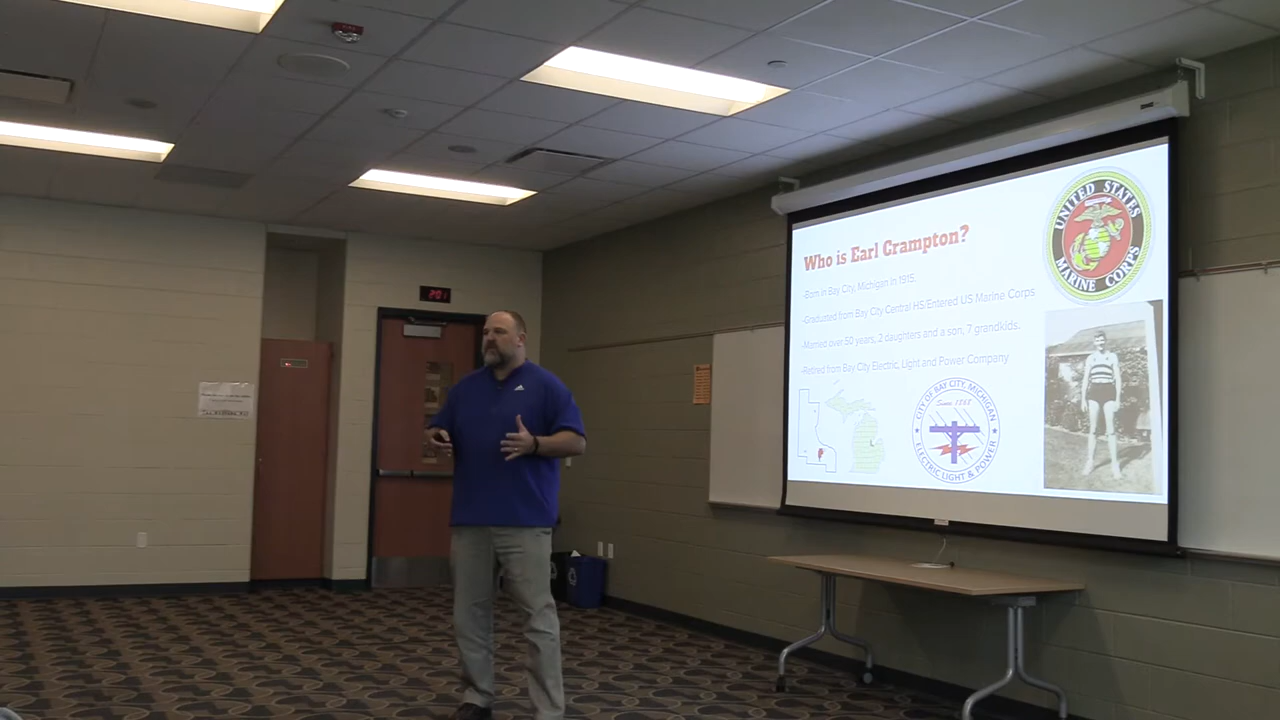 Who is Earl Crampton?
-Born in Bay City, Michigan in 1915.
-Graduated from Bay City Central HS/Entered US Marine Corps
-Married over 50 years, 2 daughters and a son, 7 grandkids.
-Retired from Bay City Electric, Light and Power Company
UNITED STATES
MARINE CORPS
CITY OF BAY CITY, MICHIGAN
Since 1868
ELECTRIC LIGHT & POWER
201